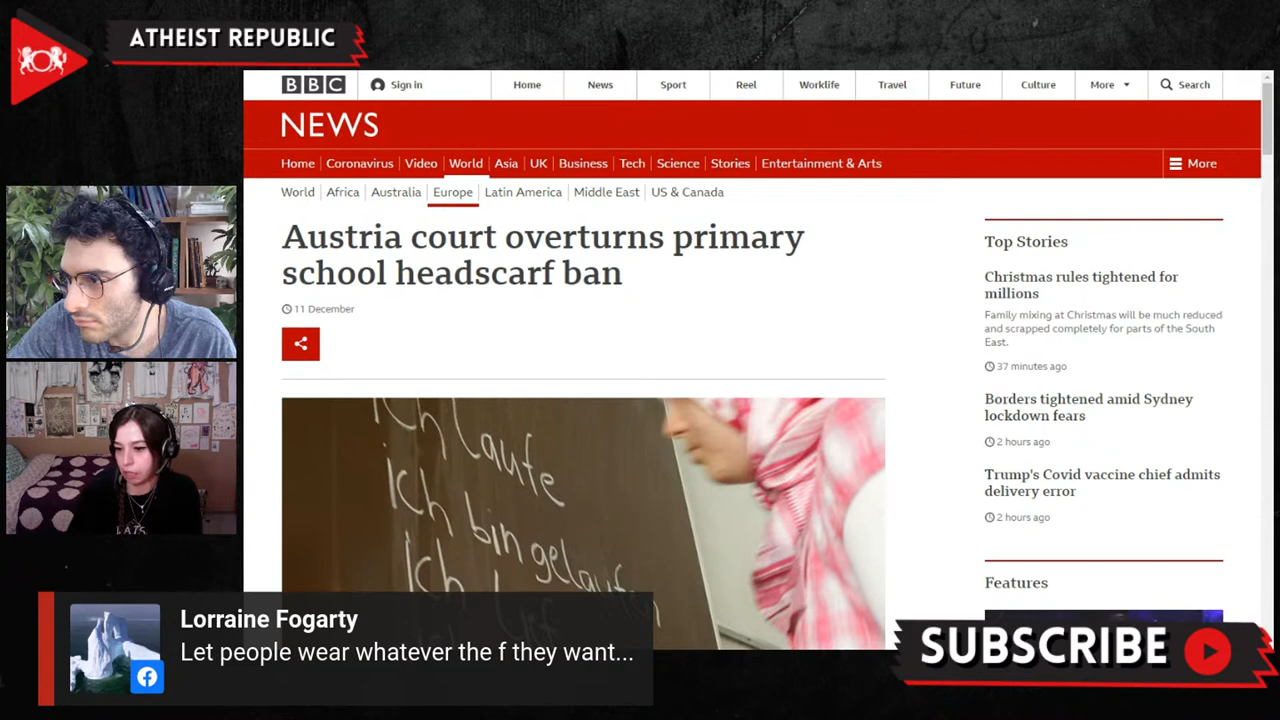 ATHEIST REPUBLIC
BBC Sign in Home News Sport Reel Worklife Travel Future Culture More Search
NEWS
Home Coronavirus Video World Asia UK Business Tech Science Stories Entertainment & Arts More
World Africa Australia Europe Latin America Middle East US & Canada
Austria court overturns primary
school headscarf ban
11 December
Top Stories
Christmas rules tightened for
millions
Family mixing at Christmas will be much reduced
and scrapped completely for parts of the South
East.
37 minutes ago
Borders tightened amid Sydney
lockdown fears
2 hours ago
Trump's Covid vaccine chief admits
delivery error
2 hours ago
Features
ich laufe
ich bin gelaufen
ich
Lorraine Fogarty
Let people wear whatever the f they want...
SUBSCRIBE